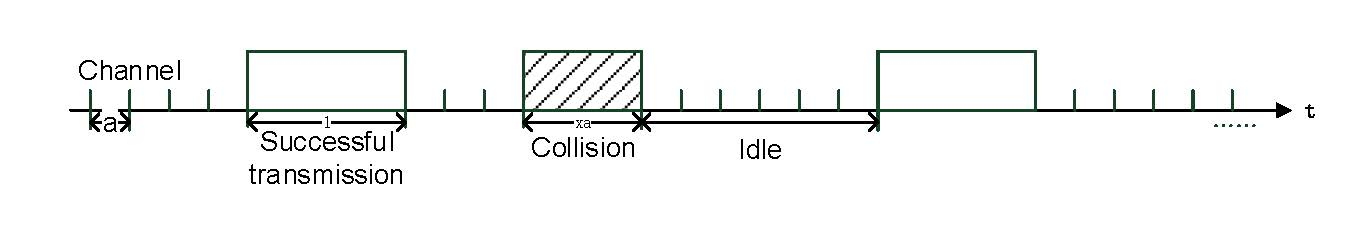 Channel
a
1
xa
t
Successful
transmission
Collision
Idle
......